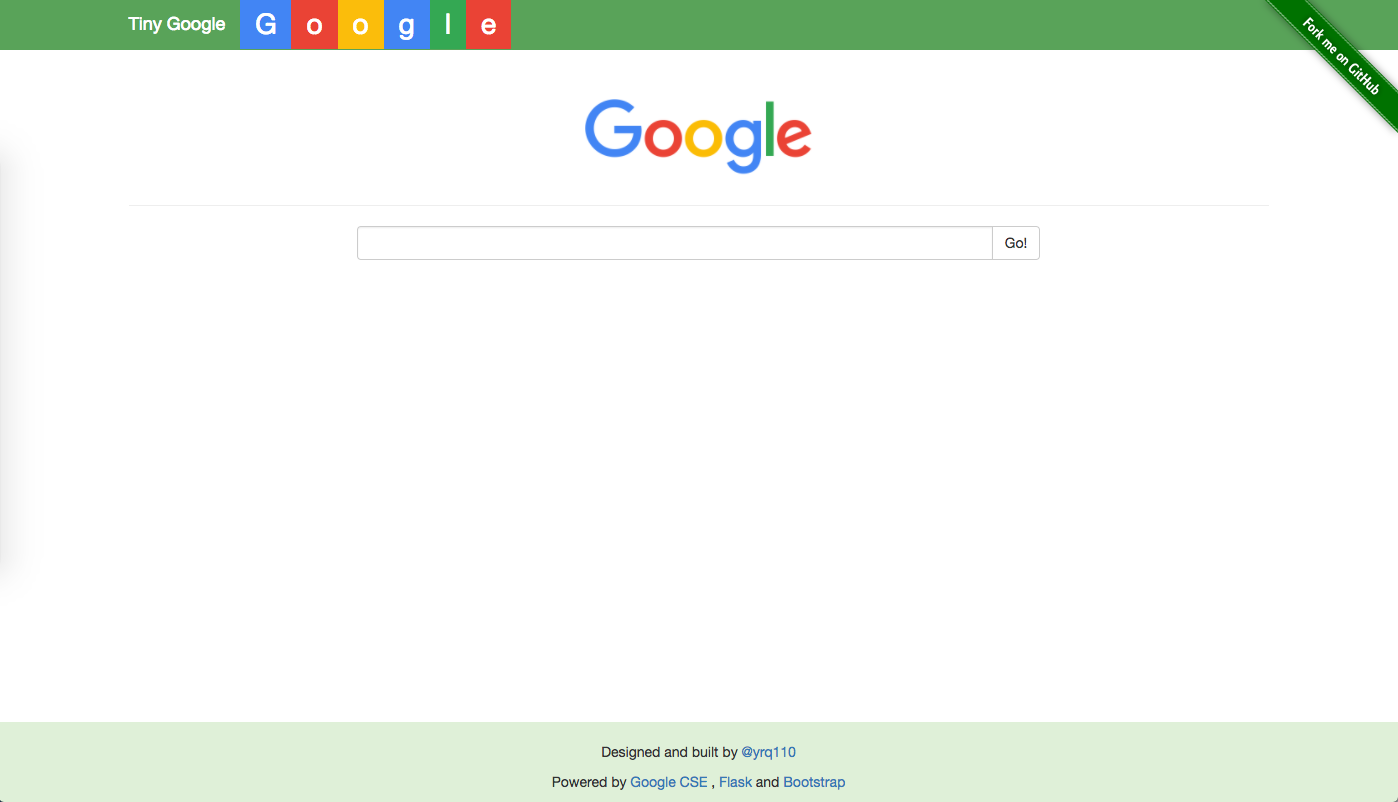 Tiny Google
G o o g l e
Fork me on GitHub
Google
Go!
Designed and built by @yrq110
Powered by Google CSE , Flask and Bootstrap